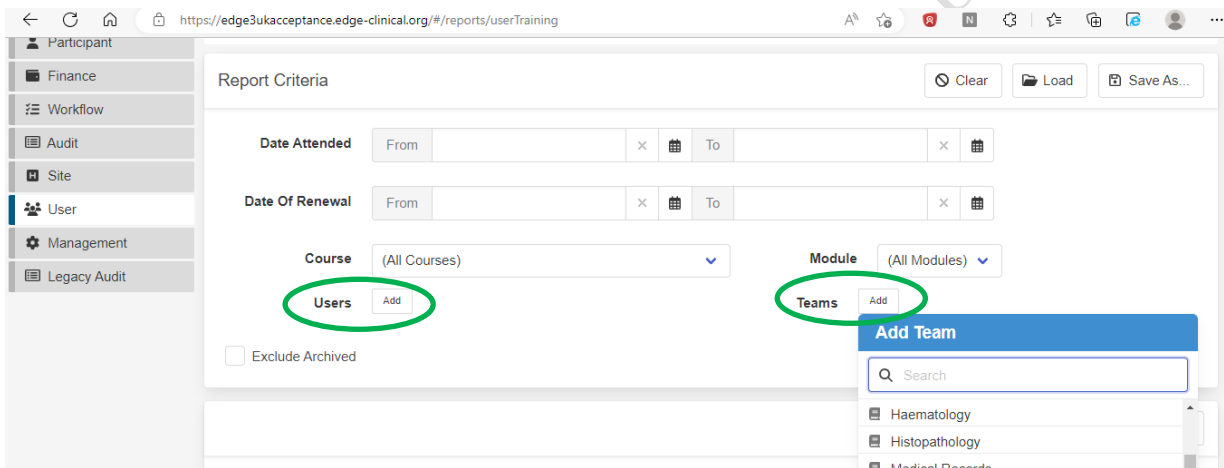 https://edge3ukacceptance.edge-clinical.org/#/reports/userTraining
Participant
Finance
Workflow
Audit
Site
User
Management
Legacy Audit
Report Criteria
Clear
Load
Save As...
Date Attended From To
Date Of Renewal From To
Course (All Courses) Module (All Modules)
Users Add Teams Add
Add Team
Exclude Archived
Search
Haematology
Histopathology
Medical Records